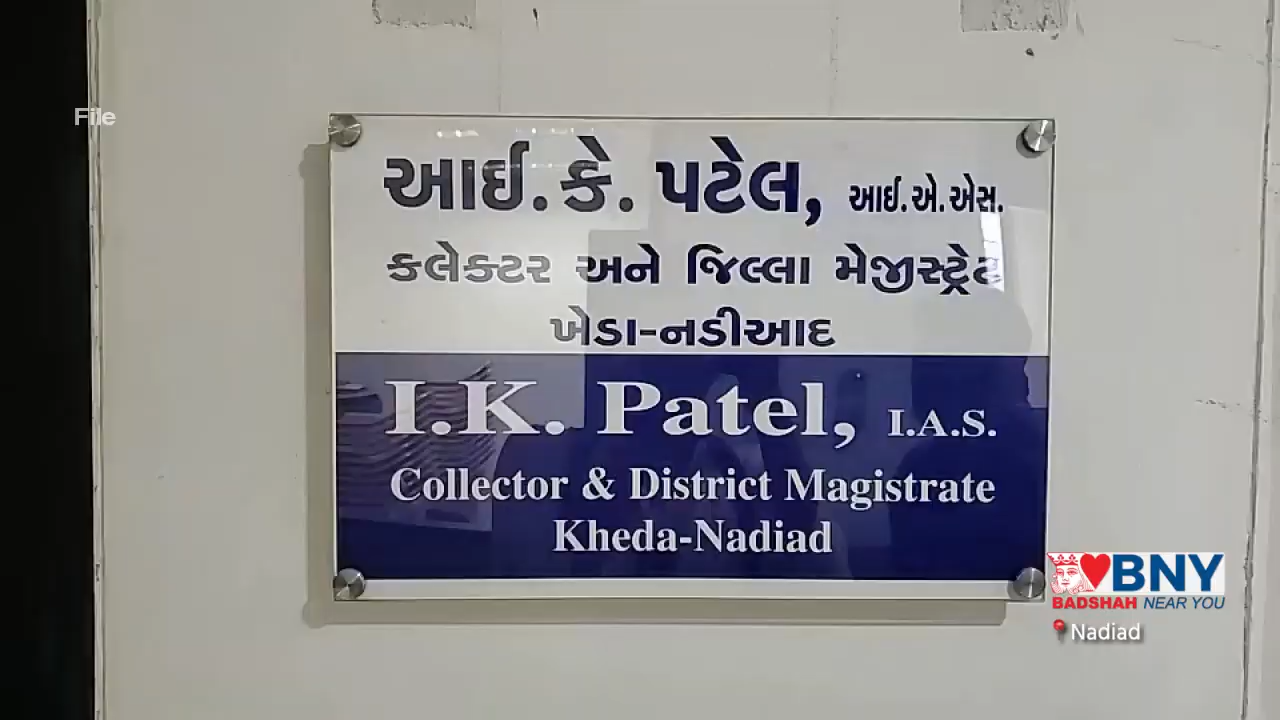 File
આઈ.કે. પટેલ, આઈ.એ.એસ.
કલેક્ટર અને જિલ્લા મેજીસ્ટ્રેટ
ખેડા-નડીઆદ
I.K. Patel, I.A.S.
Collector & District Magistrate
Kheda-Nadiad
BNY
BADSHAH NEAR YOU
Nadiad